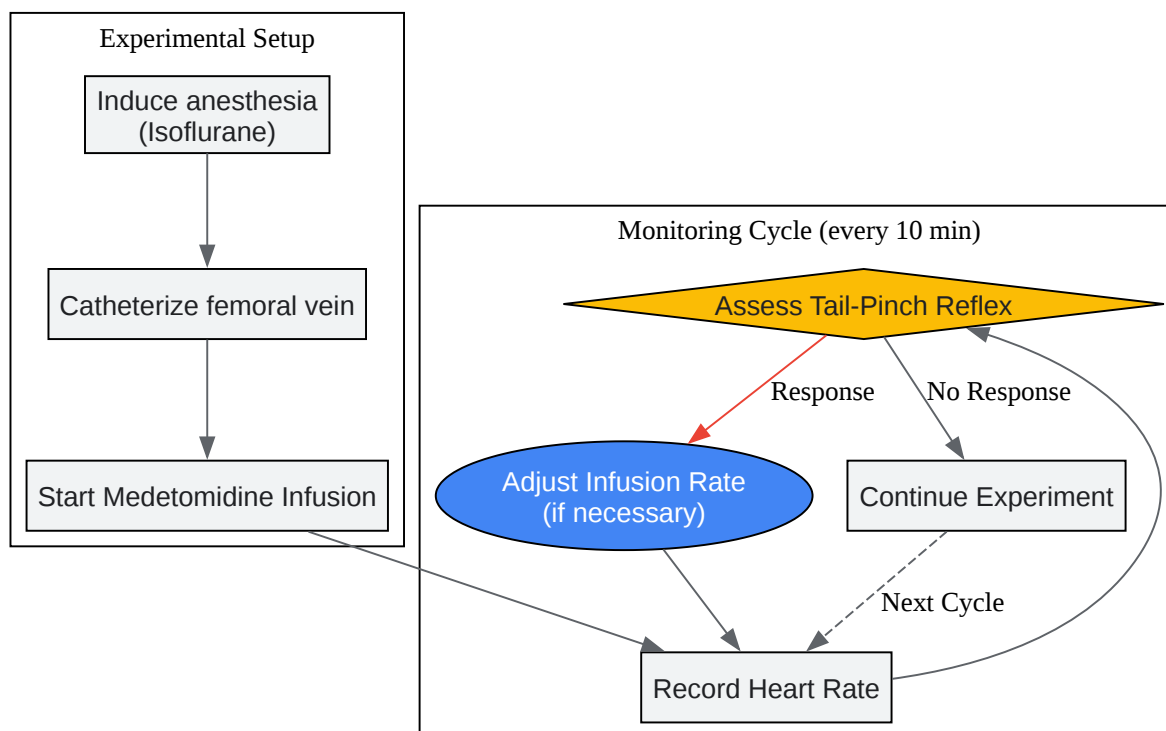 Experimental Setup
Induce anesthesia
(Isoflurane)
Catheterize femoral vein
Start Medetomidine Infusion
Monitoring Cycle (every 10 min)
Assess Tail-Pinch Reflex
Response
No Response
Adjust Infusion Rate
(if necessary)
Continue Experiment
Next Cycle
Record Heart Rate